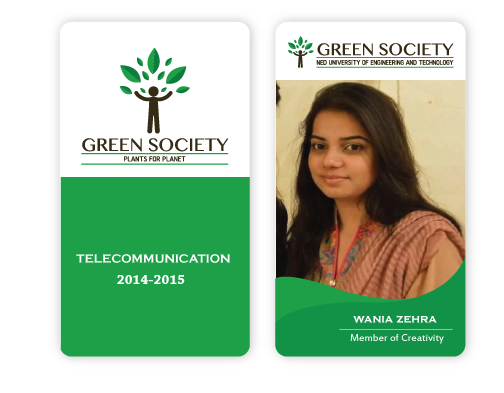 GREEN SOCIETY
PLANTS FOR PLANET
TELECOMMUNICATION
2014-2015
GREEN SOCIETY
NED UNIVERSITY OF ENGINEERING AND TECHNOLOGY
WANIA ZEHRA
Member of Creativity